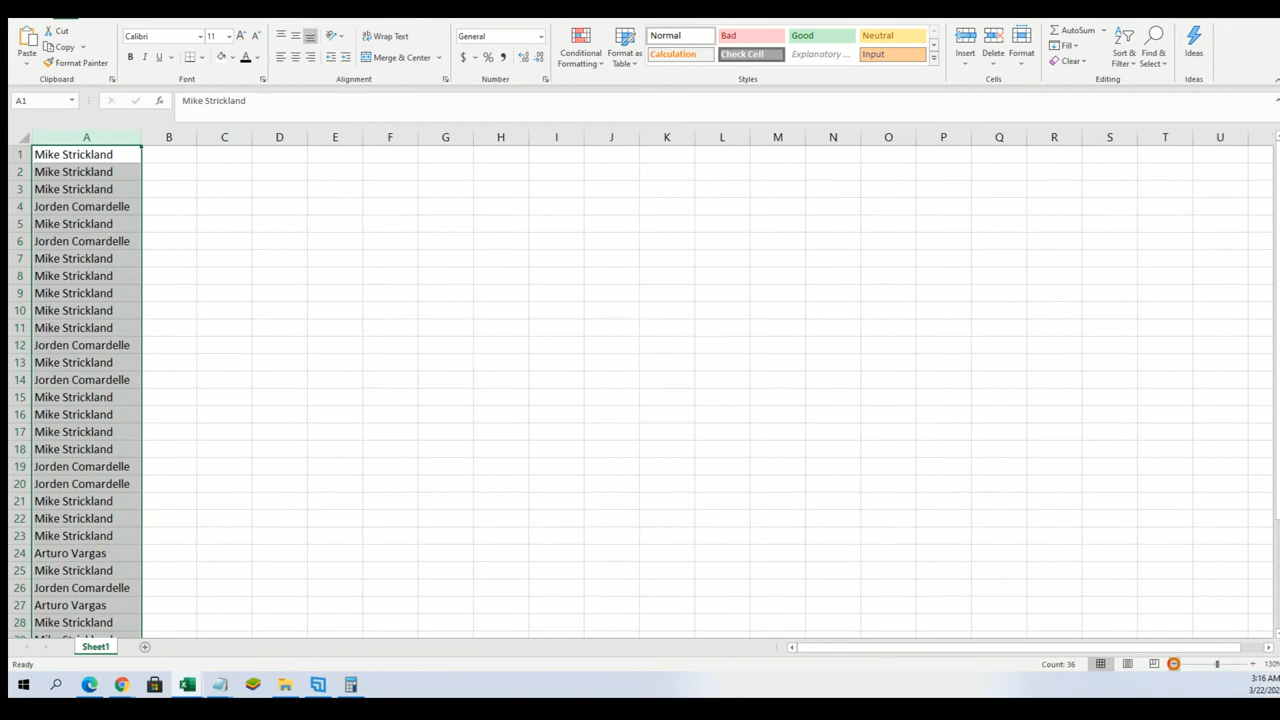 Cut
Calibri 11 Wrap Text General Normal Bad Good Neutral AutoSum
Copy Fill
Paste Format Painter B I U Merge & Center $ % Conditional Formatting Format as Table Calculation Check Cell Explanatory ... Input Insert Delete Format Clear Sort & Filter Find & Select Ideas
Clipboard Font Alignment Number Styles Cells Editing Ideas
A1 fx Mike Strickland
A B C D E F G H I J K L M N O P Q R S T U
1 Mike Strickland
2 Mike Strickland
3 Mike Strickland
4 Jorden Comardelle
5 Mike Strickland
6 Jorden Comardelle
7 Mike Strickland
8 Mike Strickland
9 Mike Strickland
10 Mike Strickland
11 Mike Strickland
12 Jorden Comardelle
13 Mike Strickland
14 Jorden Comardelle
15 Mike Strickland
16 Mike Strickland
17 Mike Strickland
18 Mike Strickland
19 Jorden Comardelle
20 Jorden Comardelle
21 Mike Strickland
22 Mike Strickland
23 Mike Strickland
24 Arturo Vargas
25 Mike Strickland
26 Jorden Comardelle
27 Arturo Vargas
28 Mike Strickland
Sheet1
Ready Count: 36 130%
3:16 AM